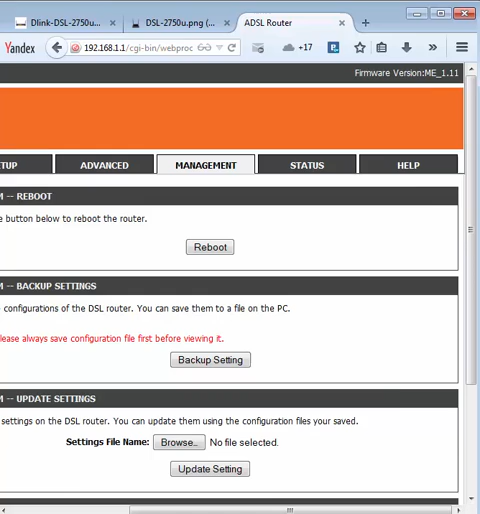 Dlink-DSL-2750u...
DSL-2750u.png (...
ADSL Router
Yandex
192.168.1.1/cgi-bin/webproc
+17
Firmware Version:ME_1.11
TUP
ADVANCED
MANAGEMENT
STATUS
HELP
M -- REBOOT
e button below to reboot the router.
Reboot
M -- BACKUP SETTINGS
configurations of the DSL router. You can save them to a file on the PC.
lease always save configuration file first before viewing it.
Backup Setting
M -- UPDATE SETTINGS
settings on the DSL router. You can update them using the configuration files your saved.
Settings File Name: Browse.. No file selected.
Update Setting